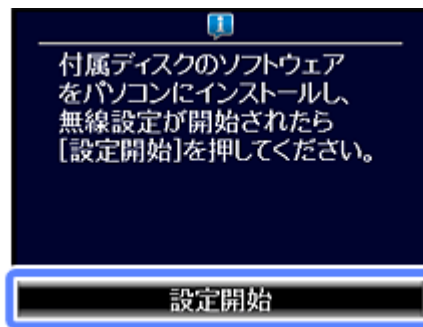 付属ディスクのソフトウェア
をパソコンにインストールし、
無線設定が開始されたら
[設定開始]を押してください。
設定開始